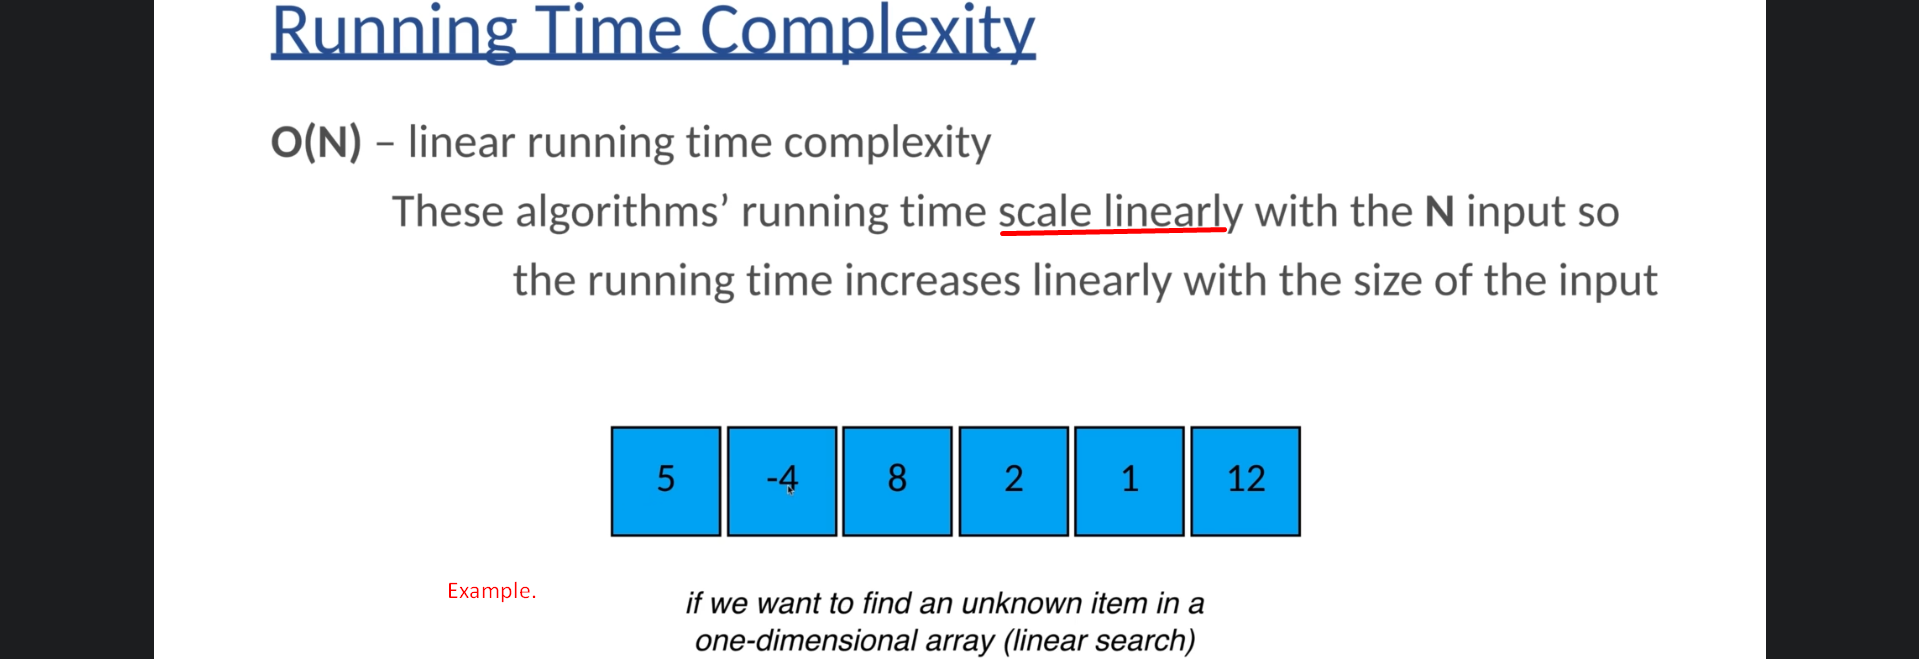 Running Time Complexity
O(N) – linear running time complexity
These algorithms’ running time scale linearly with the N input so
the running time increases linearly with the size of the input
5 -4 8 2 1 12
Example.
if we want to find an unknown item in a
one-dimensional array (linear search)